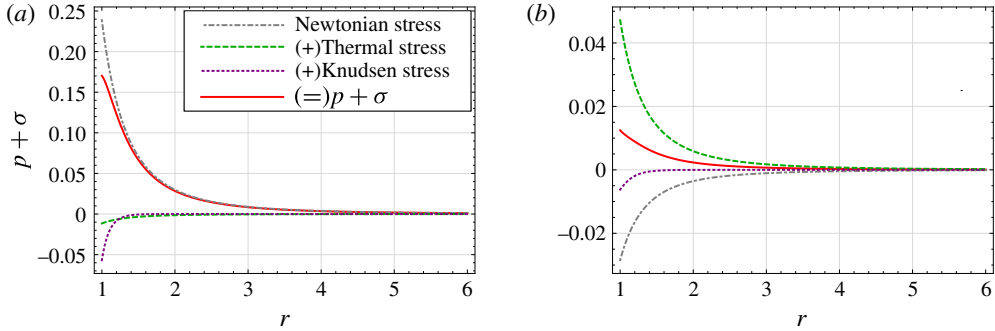 (a)
0.25
0.20
0.15
0.10
0.05
0
−0.05
p + σ
Newtonian stress
(+)Thermal stress
(+)Knudsen stress
(=)p + σ
1 2 3 4 5 6
r
(b)
0.04
0.02
0
−0.02
1 2 3 4 5 6
r